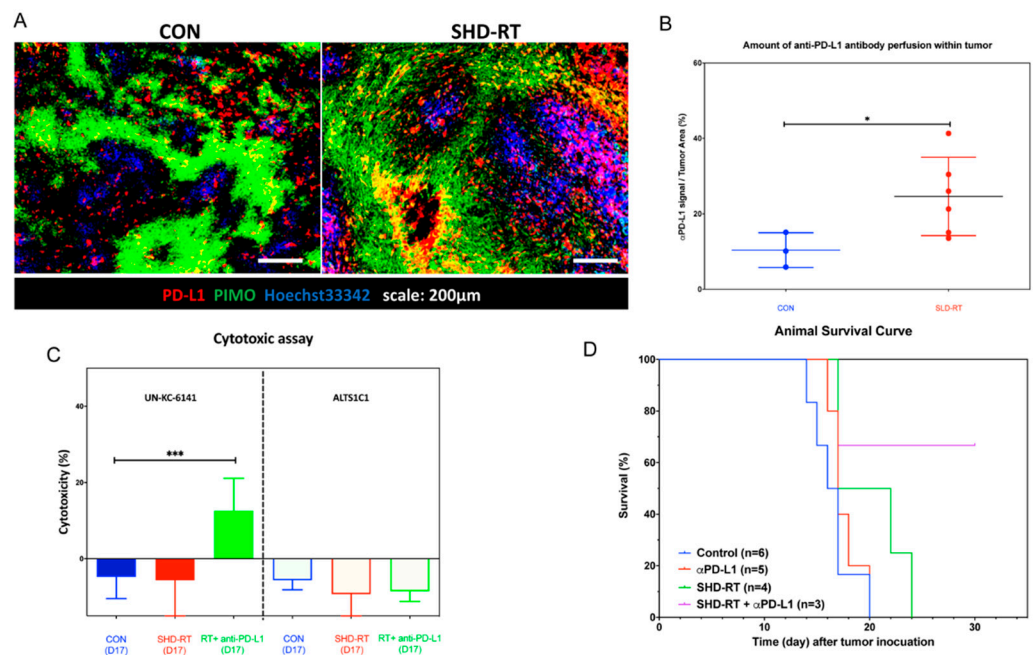 A
CON
SHD-RT
PD-L1 PIMO Hoechst33342 scale: 200μm
B
Amount of anti-PD-L1 antibody perfusion within tumor
αPD-L1 signal / Tumor Area (%)
60
40
20
0
*
CON
SLD-RT
C
Cytotoxic assay
UN-KC-6141
ALTS1C1
Cytotoxicity (%)
40
20
0
***
CON
(D17)
SHD-RT
(D17)
RT+ anti-PD-L1
(D17)
CON
(D17)
SHD-RT
(D17)
RT+ anti-PD-L1
(D17)
D
Animal Survival Curve
Survival (%)
100
80
60
40
20
0
Control (n=6)
αPD-L1 (n=5)
SHD-RT (n=4)
SHD-RT + αPD-L1 (n=3)
0
10
20
30
Time (day) after tumor inocuation